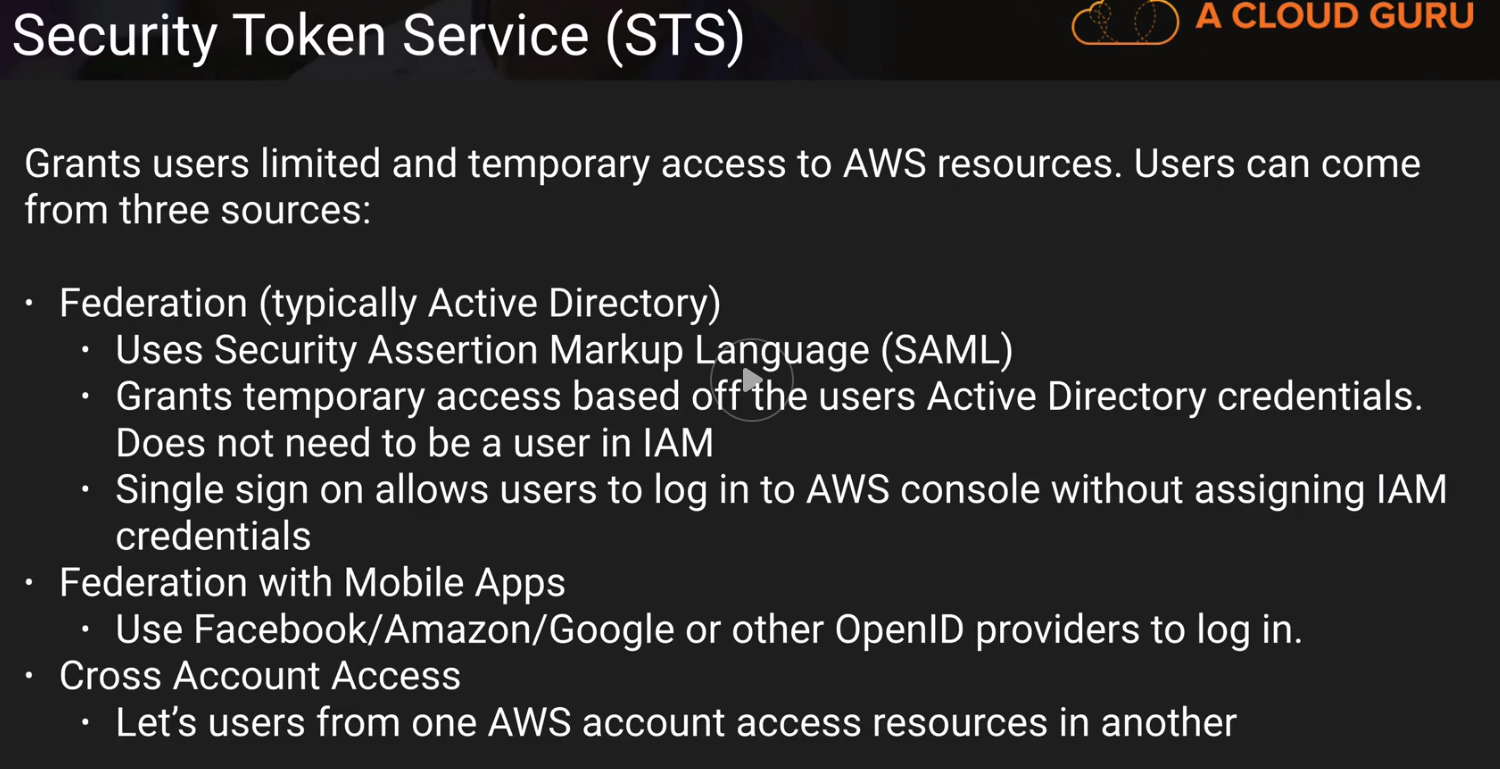 Security Token Service (STS)
A CLOUD GURU
Grants users limited and temporary access to AWS resources. Users can come
from three sources:
• Federation (typically Active Directory)
• Uses Security Assertion Markup Language (SAML)
• Grants temporary access based off the users Active Directory credentials.
Does not need to be a user in IAM
• Single sign on allows users to log in to AWS console without assigning IAM
credentials
• Federation with Mobile Apps
• Use Facebook/Amazon/Google or other OpenID providers to log in.
• Cross Account Access
• Let’s users from one AWS account access resources in another